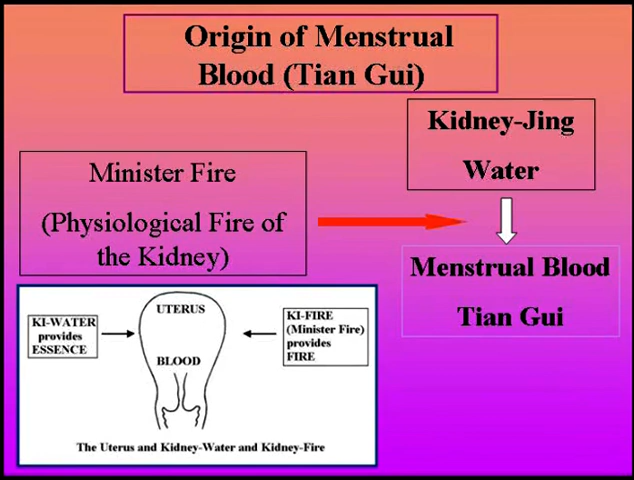 Origin of Menstrual
Blood (Tian Gui)
Kidney-Jing
Water
Minister Fire
(Physiological Fire of
the Kidney)
Menstrual Blood
Tian Gui
UTERUS
KI-WATER
provides
ESSENCE
KI-FIRE
(Minister Fire)
provides
FIRE
BLOOD
The Uterus and Kidney-Water and Kidney-Fire